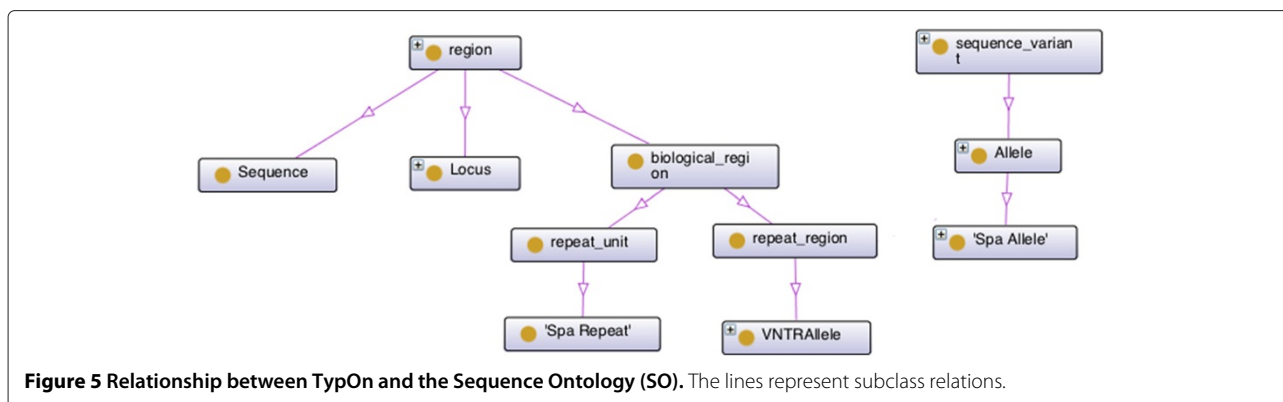 region
sequence_varian
t
Sequence
Locus
biological_regi
on
Allele
repeat_unit
repeat_region
'Spa Allele'
'Spa Repeat'
VNTRAllele
Figure 5 Relationship between TypOn and the Sequence Ontology (SO). The lines represent subclass relations.